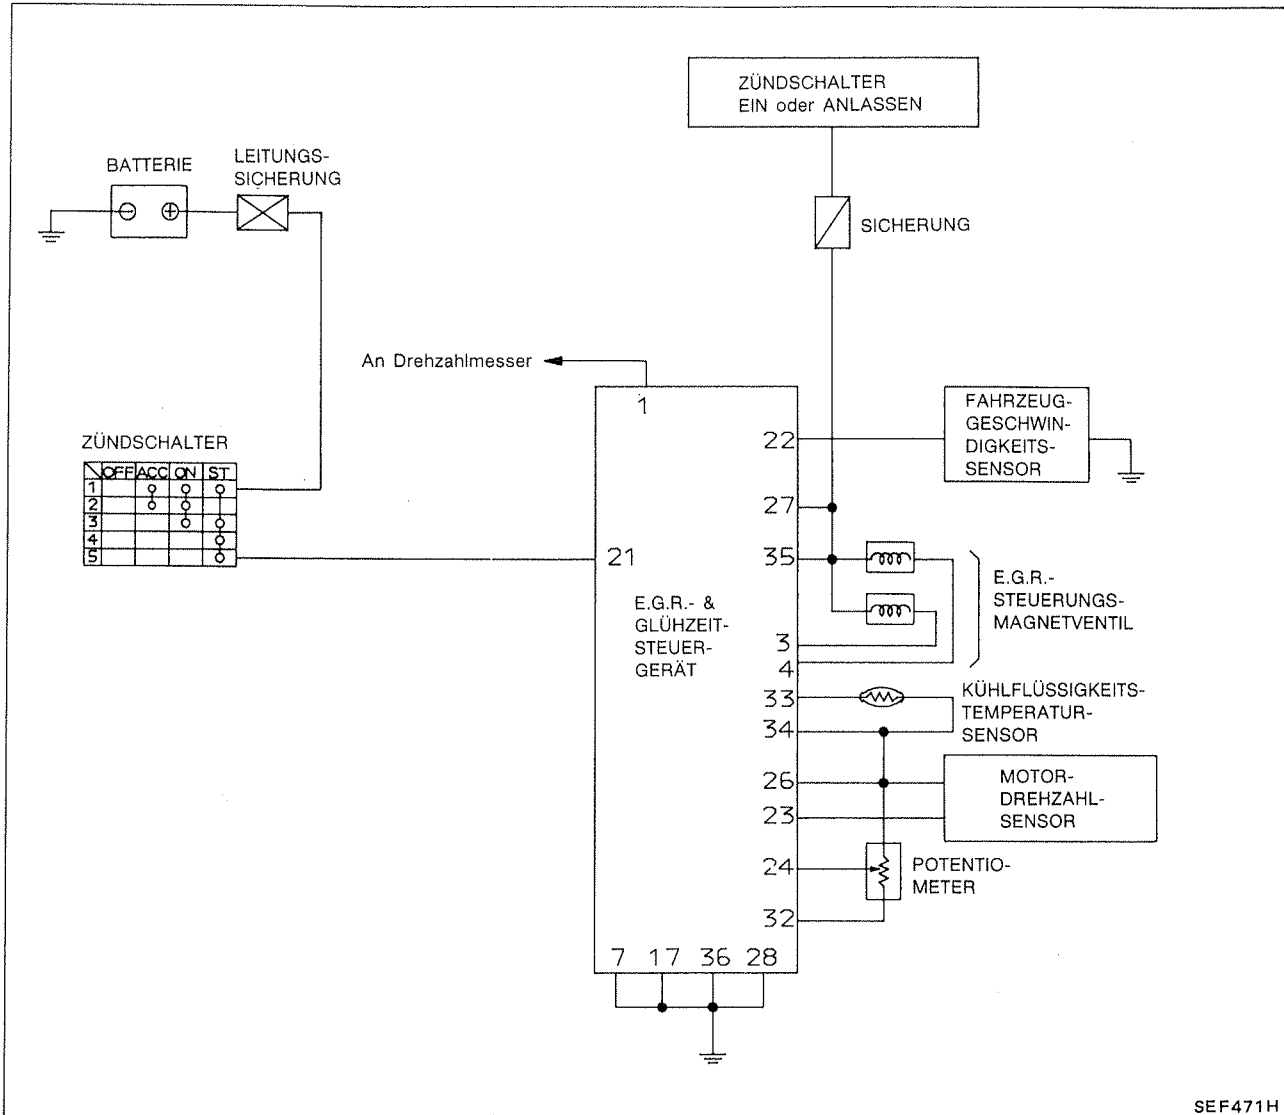 ZÜNDSCHALTER
EIN oder ANLASSEN
BATTERIE
LEITUNGS-
SICHERUNG
SICHERUNG
An Drehzahlmesser
1
ZÜNDSCHALTER
OFF ACC ON ST
1
2
3
4
5
21
E.G.R.- &
GLÜHZEIT-
STEUER-
GERÄT
22
27
35
3
4
33
34
26
23
24
32
7 17 36 28
FAHRZEUG-
GESCHWIN-
DIGKEITS-
SENSOR
E.G.R.-
STEUERUNGS-
MAGNETVENTIL
KÜHLFLÜSSIGKEITS-
TEMPERATUR-
SENSOR
MOTOR-
DREHZAHL-
SENSOR
POTENTIO-
METER
SEF471H